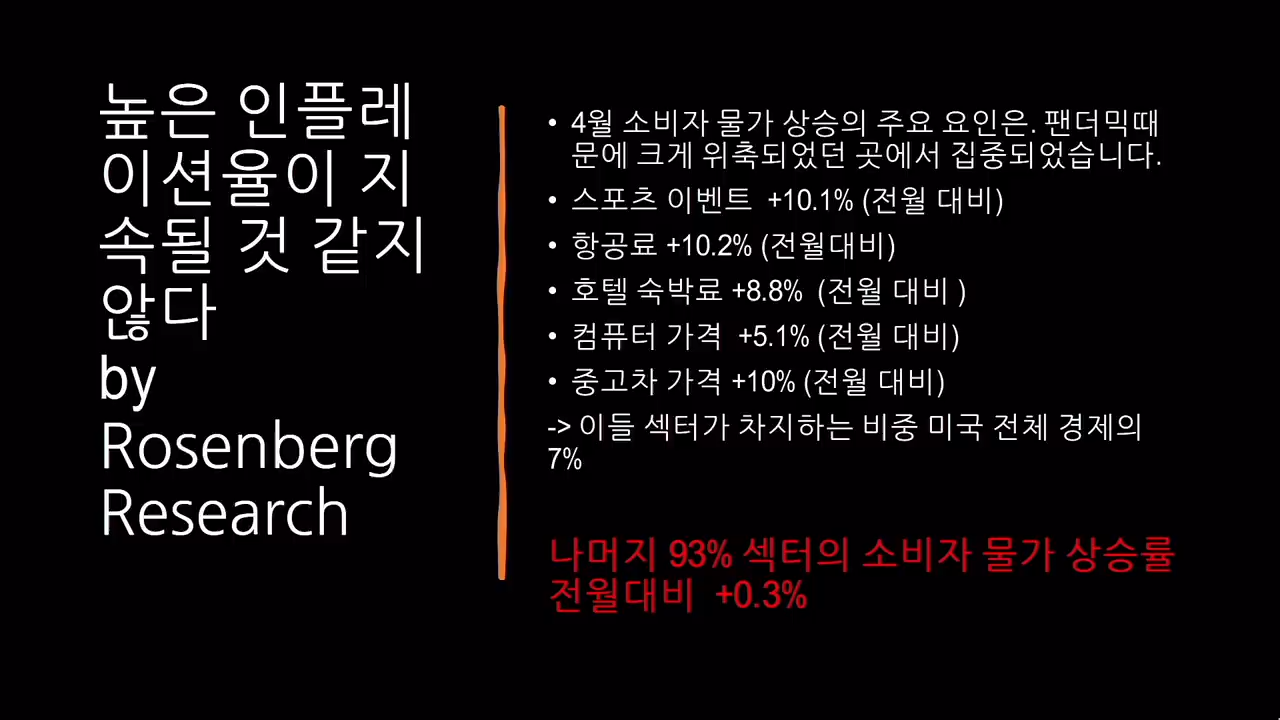 높은 인플레
이션율이 지
속될 것 같지
않다
by
Rosenberg
Research
• 4월 소비자 물가 상승의 주요 요인은. 팬더믹때
문에 크게 위축되었던 곳에서 집중되었습니다.
• 스포츠 이벤트 +10.1% (전월 대비)
• 항공료 +10.2% (전월대비)
• 호텔 숙박료 +8.8% (전월 대비 )
• 컴퓨터 가격 +5.1% (전월 대비)
• 중고차 가격 +10% (전월 대비)
-> 이들 섹터가 차지하는 비중 미국 전체 경제의
7%
나머지 93% 섹터의 소비자 물가 상승률
전월대비 +0.3%